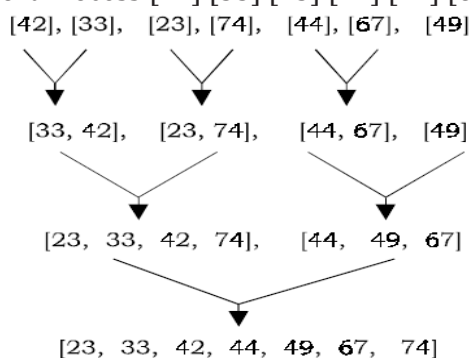 [42], [33], [23], [74], [44], [67], [49]
[33, 42], [23, 74], [44, 67], [49]
[23, 33, 42, 74], [44, 49, 67]
[23, 33, 42, 44, 49, 67, 74]